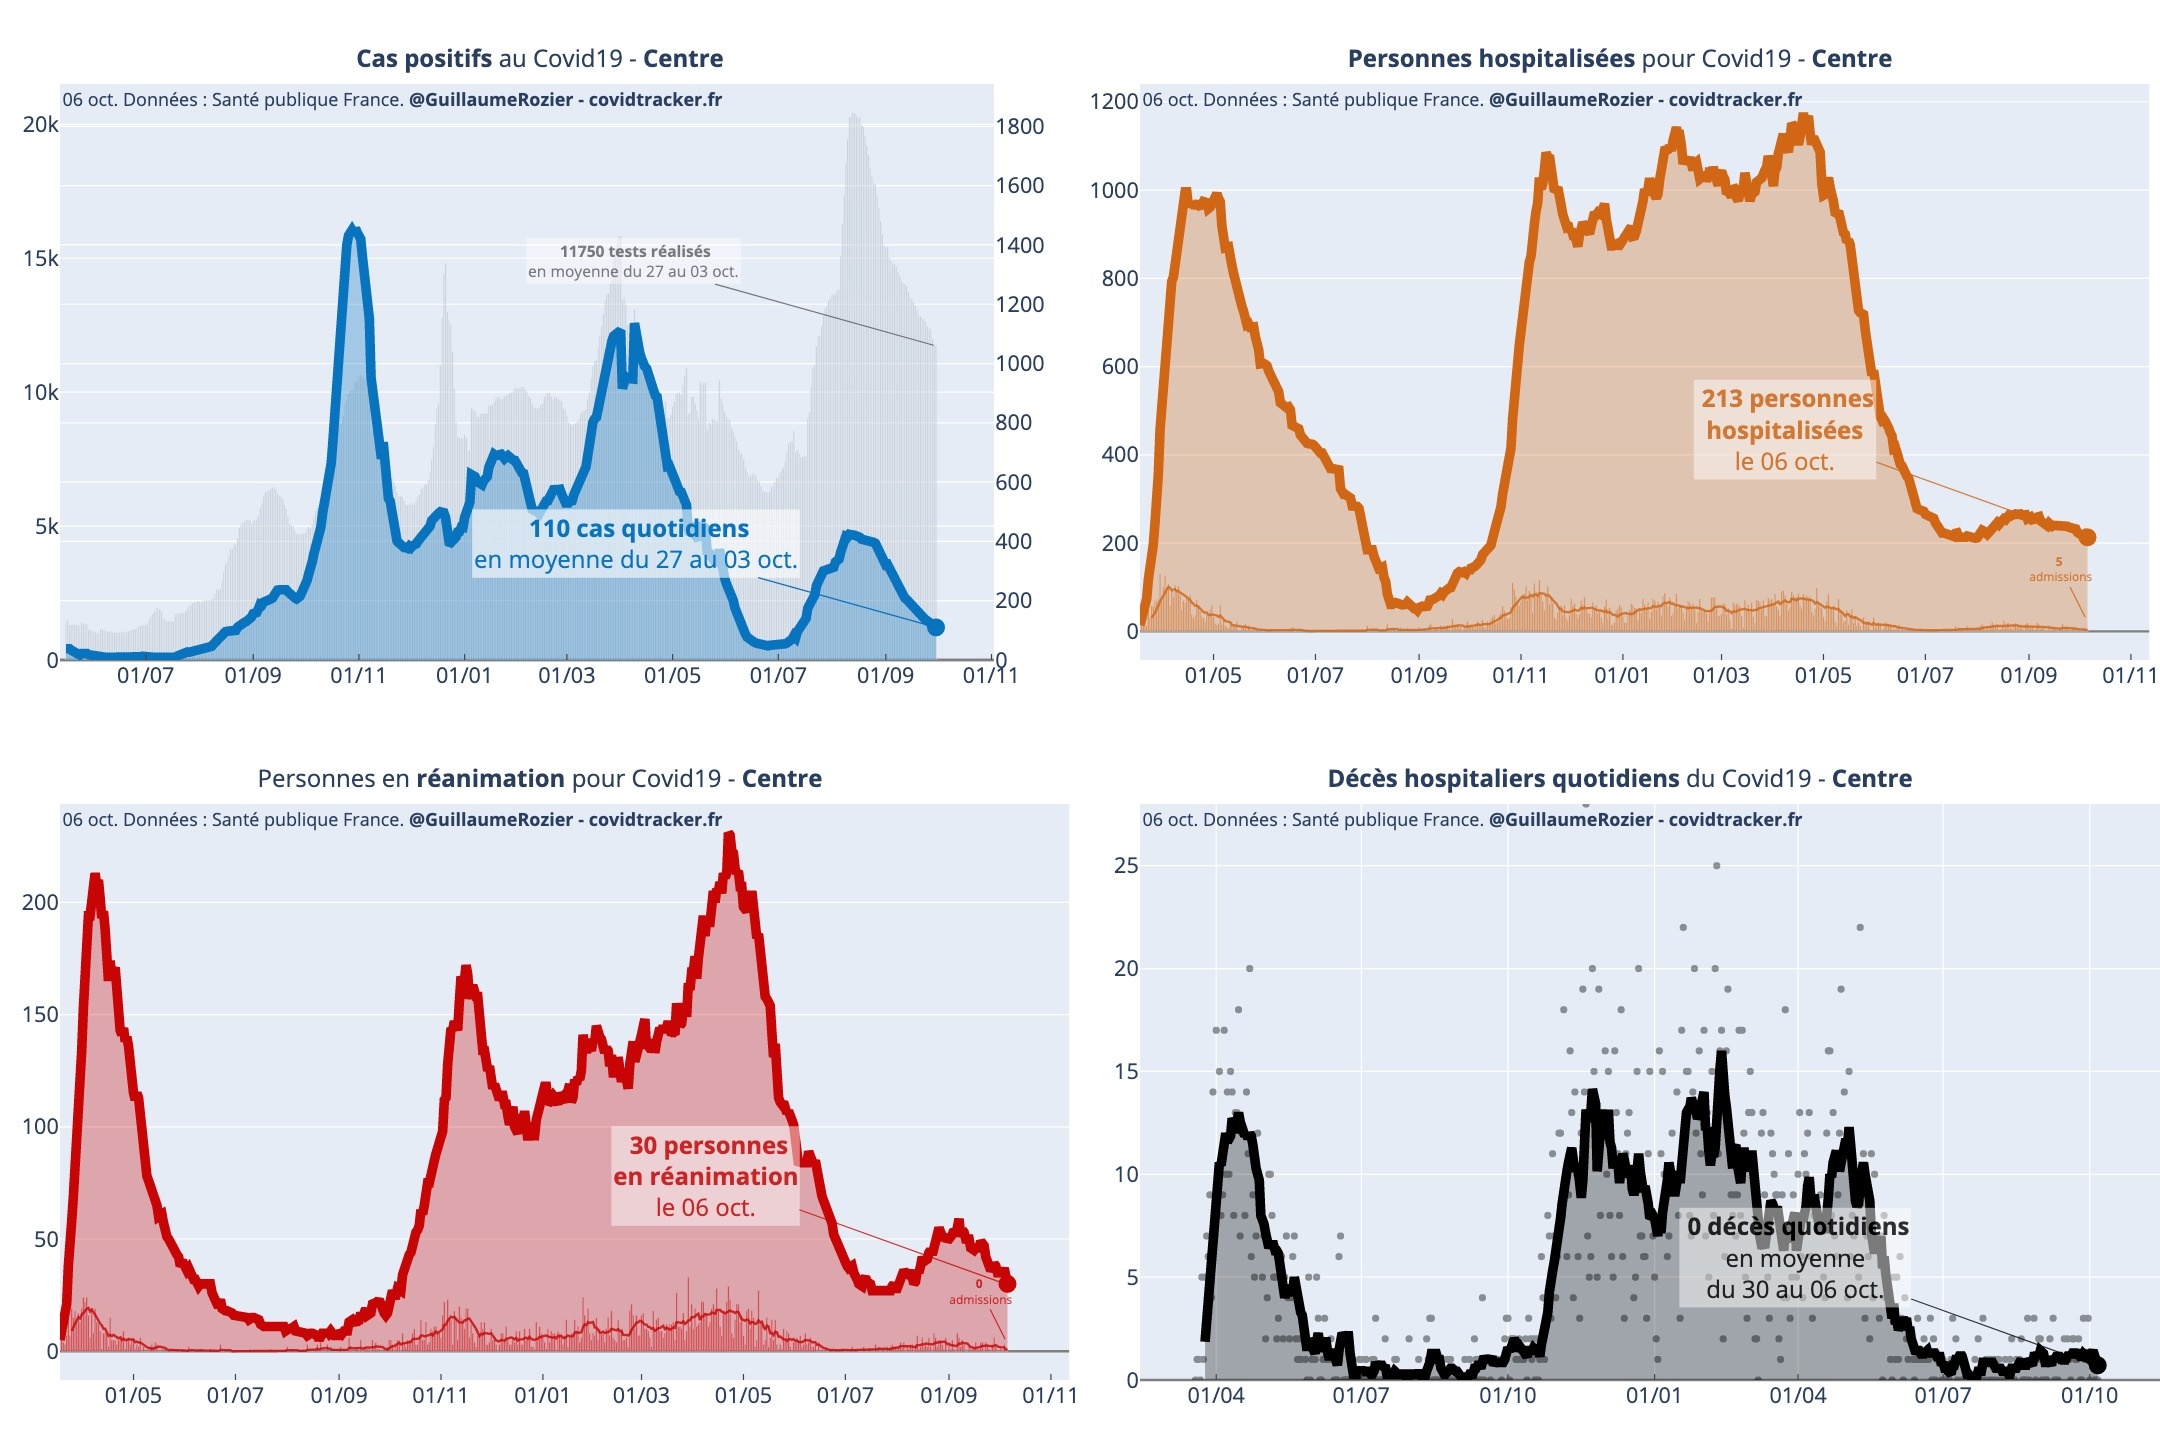 Cas positifs au Covid19 - Centre
06 oct. Données : Santé publique France. @GuillaumeRozier - covidtracker.fr
20k
15k
10k
5k
0
1800
1600
1400
1200
1000
800
600
400
200
0
11750 tests réalisés
en moyenne du 27 au 03 oct.
110 cas quotidiens
en moyenne du 27 au 03 oct.
01/07 01/09 01/11 01/01 01/03 01/05 01/07 01/09 01/11
Personnes hospitalisées pour Covid19 - Centre
06 oct. Données : Santé publique France. @GuillaumeRozier - covidtracker.fr
1200
1000
800
600
400
200
0
213 personnes
hospitalisées
le 06 oct.
5
admissions
01/05 01/07 01/09 01/11 01/01 01/03 01/05 01/07 01/09 01/11
Personnes en réanimation pour Covid19 - Centre
06 oct. Données : Santé publique France. @GuillaumeRozier - covidtracker.fr
200
150
100
50
0
30 personnes
en réanimation
le 06 oct.
0
admissions
01/05 01/07 01/09 01/11 01/01 01/03 01/05 01/07 01/09 01/11
Décès hospitaliers quotidiens du Covid19 - Centre
06 oct. Données : Santé publique France. @GuillaumeRozier - covidtracker.fr
25
20
15
10
5
0
0 décès quotidiens
en moyenne
du 30 au 06 oct.
01/04 01/07 01/10 01/01 01/04 01/07 01/10